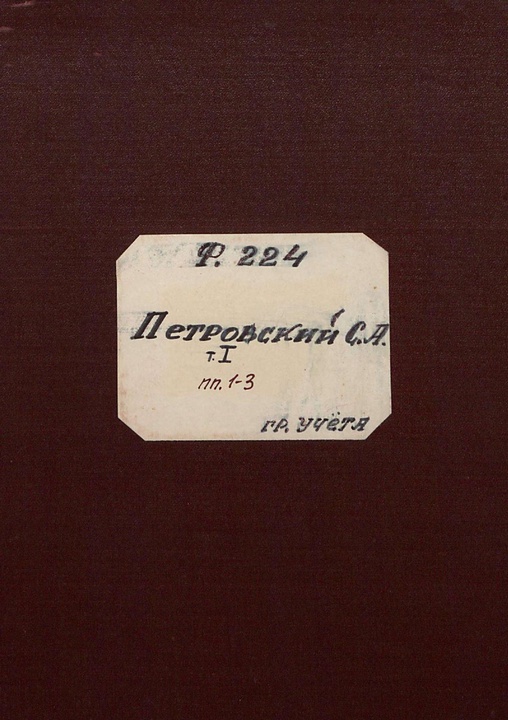 Ф. 224
Петровский С.А.
т. I
пп. 1-3
гр. учёта